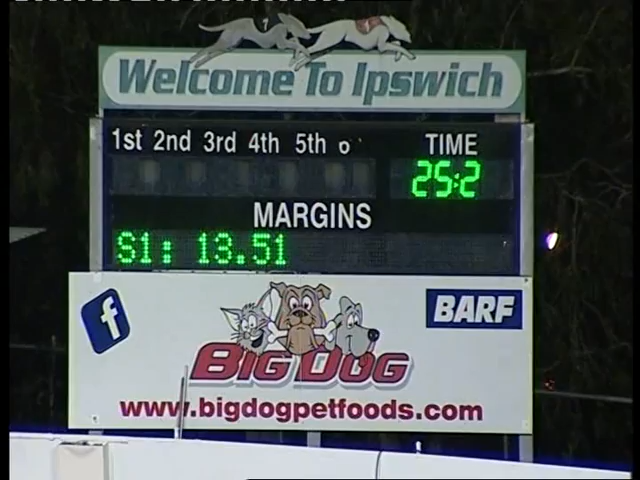 Welcome To Ipswich
1st 2nd 3rd 4th 5th TIME
25:2
MARGINS
S1: 13.51
f
BARF
BIG DOG
www.bigdogpetfoods.com